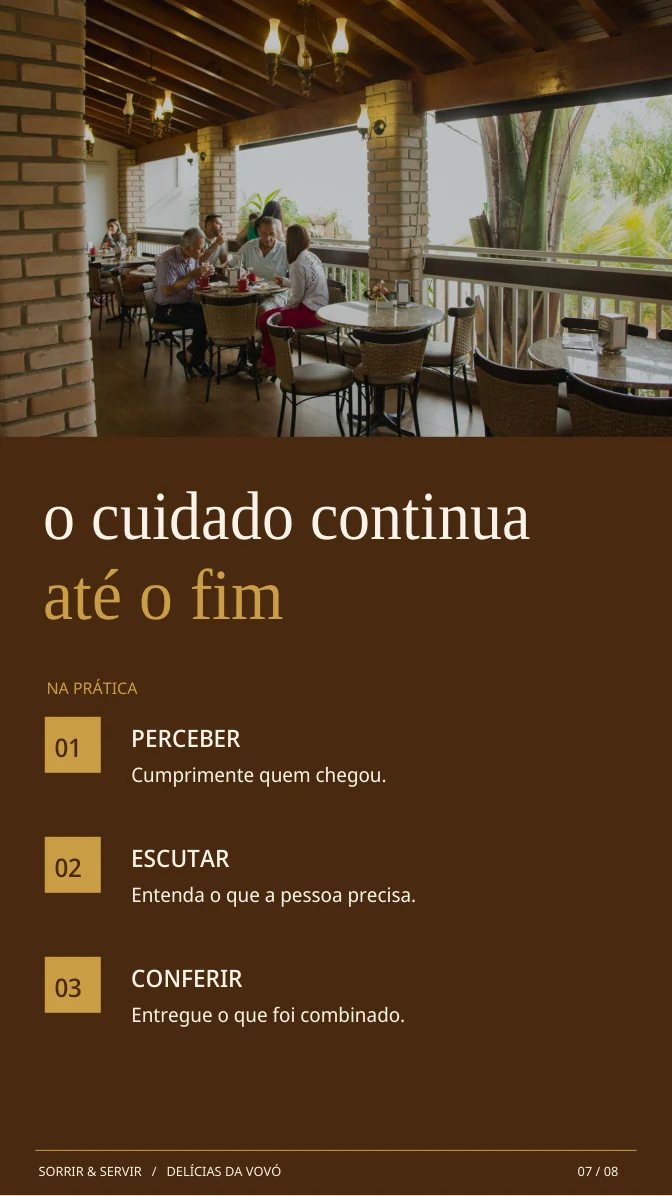 o cuidado continua
até o fim
NA PRÁTICA
01
PERCEBER
Cumprimente quem chegou.
02
ESCUTAR
Entenda o que a pessoa precisa.
03
CONFERIR
Entregue o que foi combinado.
SORRIR & SERVIR / DELÍCIAS DA VOVÓ
07 / 08